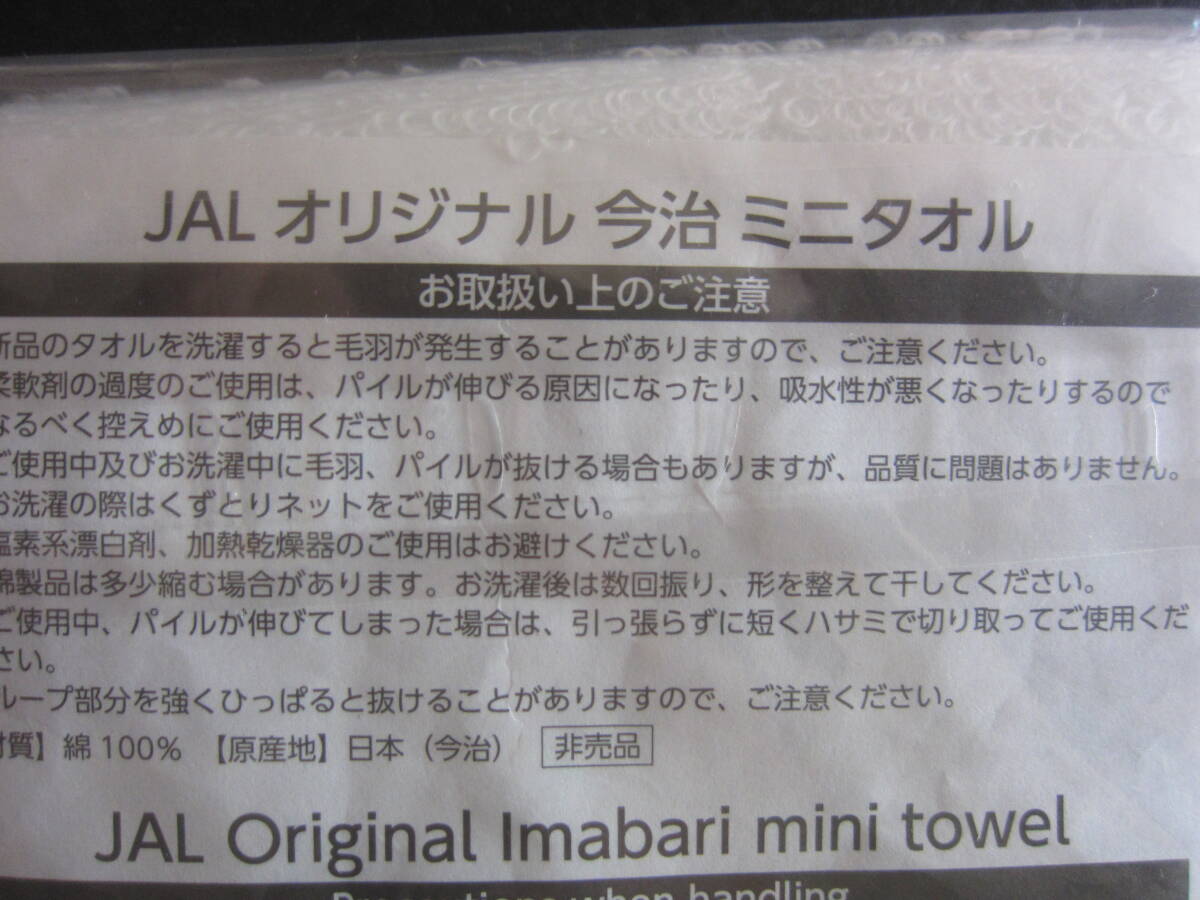 JAL オリジナル 今治 ミニタオル
お取扱い上のご注意
新品のタオルを洗濯すると毛羽が発生することがありますので、ご注意ください。
柔軟剤の過度のご使用は、パイルが伸びる原因になったり、吸水性が悪くなったりするので
なるべく控えめにご使用ください。
ご使用中及びお洗濯中に毛羽、パイルが抜ける場合もありますが、品質に問題はありません。
お洗濯の際はくずとりネットをご使用ください。
塩素系漂白剤、加熱乾燥器のご使用はお避けください。
綿製品は多少縮む場合があります。お洗濯後は数回振り、形を整えて干してください。
ご使用中、パイルが伸びてしまった場合は、引っ張らずに短くハサミで切り取ってご使用くだ
さい。
ループ部分を強くひっぱると抜けることがありますので、ご注意ください。
材質】綿 100% 【原産地】日本（今治） 非売品
JAL Original Imabari mini towel
Precautions when handling